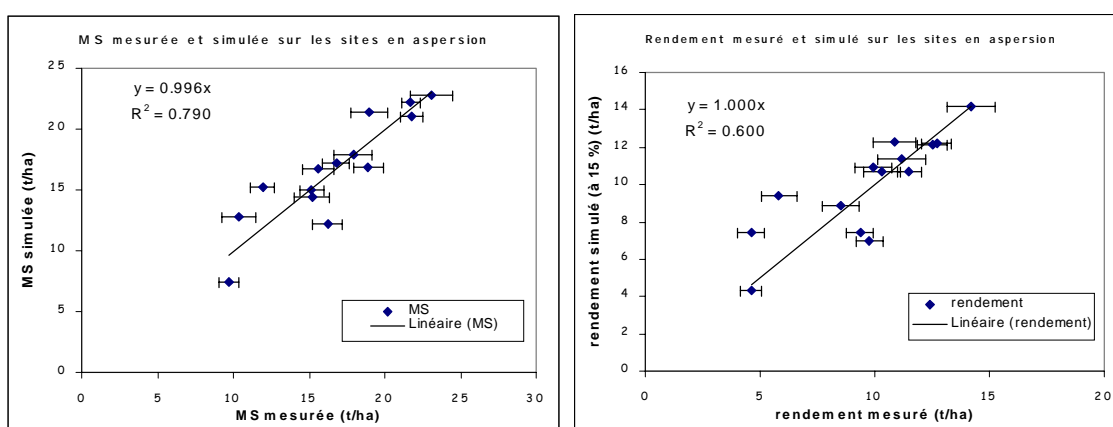 MS mesurée et simulée sur les sites en aspersion
y = 0.996x
R² = 0.790
MS simulée (t/ha)
25
20
15
10
5
0
0 5 10 15 20 25 30
MS mesurée (t/ha)
MS
Linéaire (MS)
Rendement mesuré et simulé sur les sites en aspersion
y = 1.000x
R² = 0.600
rendement simulé (à 15 %) (t/ha)
16
14
12
10
8
6
4
2
0
0 5 10 15 20
rendement mesuré (t/ha)
rendement
Linéaire (rendement)